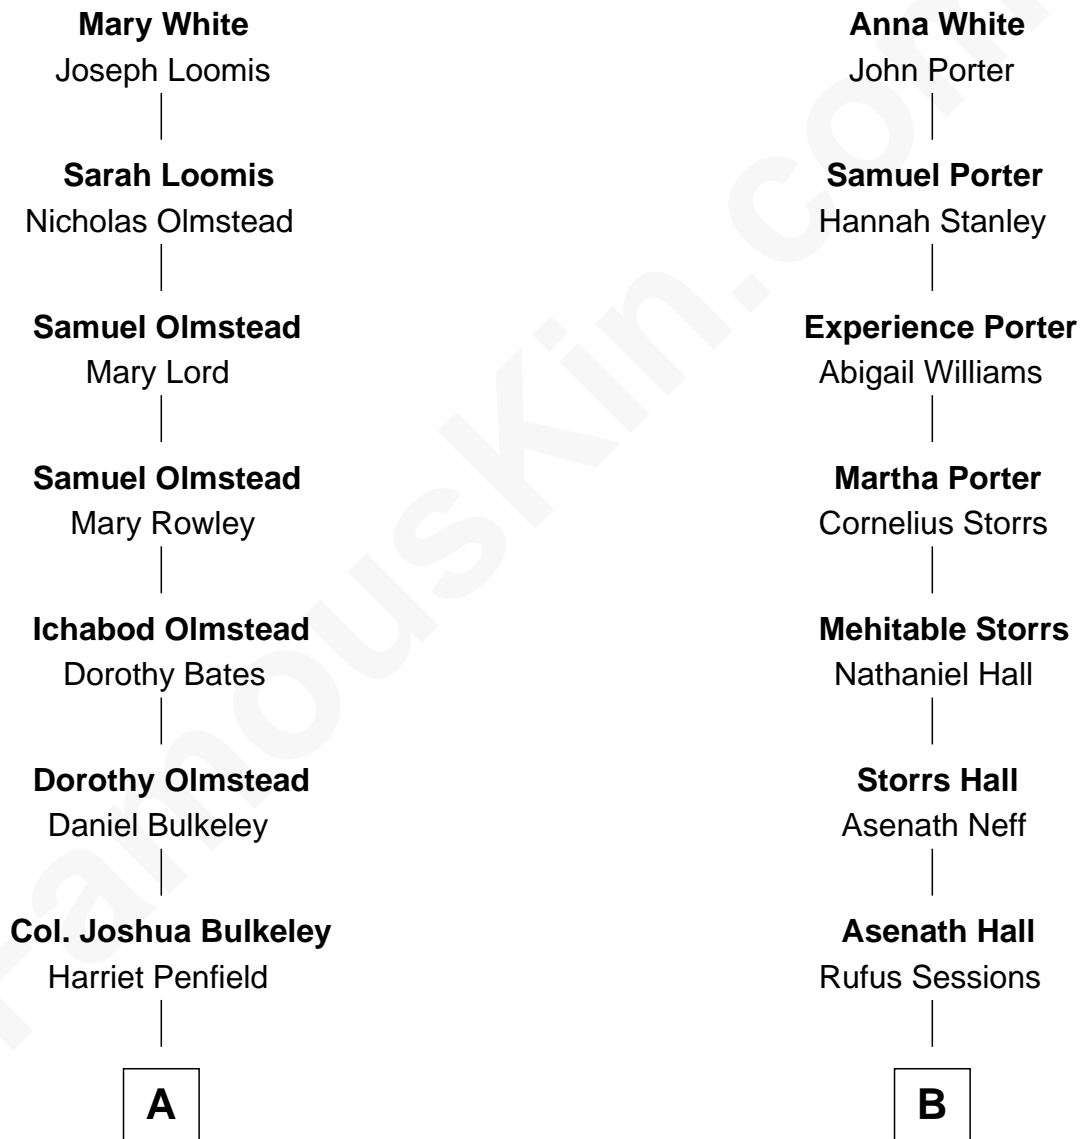 Mary White
Joseph Loomis
Sarah Loomis
Nicholas Olmstead
Samuel Olmstead
Mary Lord
Samuel Olmstead
Mary Rowley
Ichabod Olmstead
Dorothy Bates
Dorothy Olmstead
Daniel Bulkeley
Col. Joshua Bulkeley
Harriet Penfield
A
Anna White
John Porter
Samuel Porter
Hannah Stanley
Experience Porter
Abigail Williams
Martha Porter
Cornelius Storrs
Mehitable Storrs
Nathaniel Hall
Storrs Hall
Asenath Neff
Asenath Hall
Rufus Sessions
B
FamousKin.com